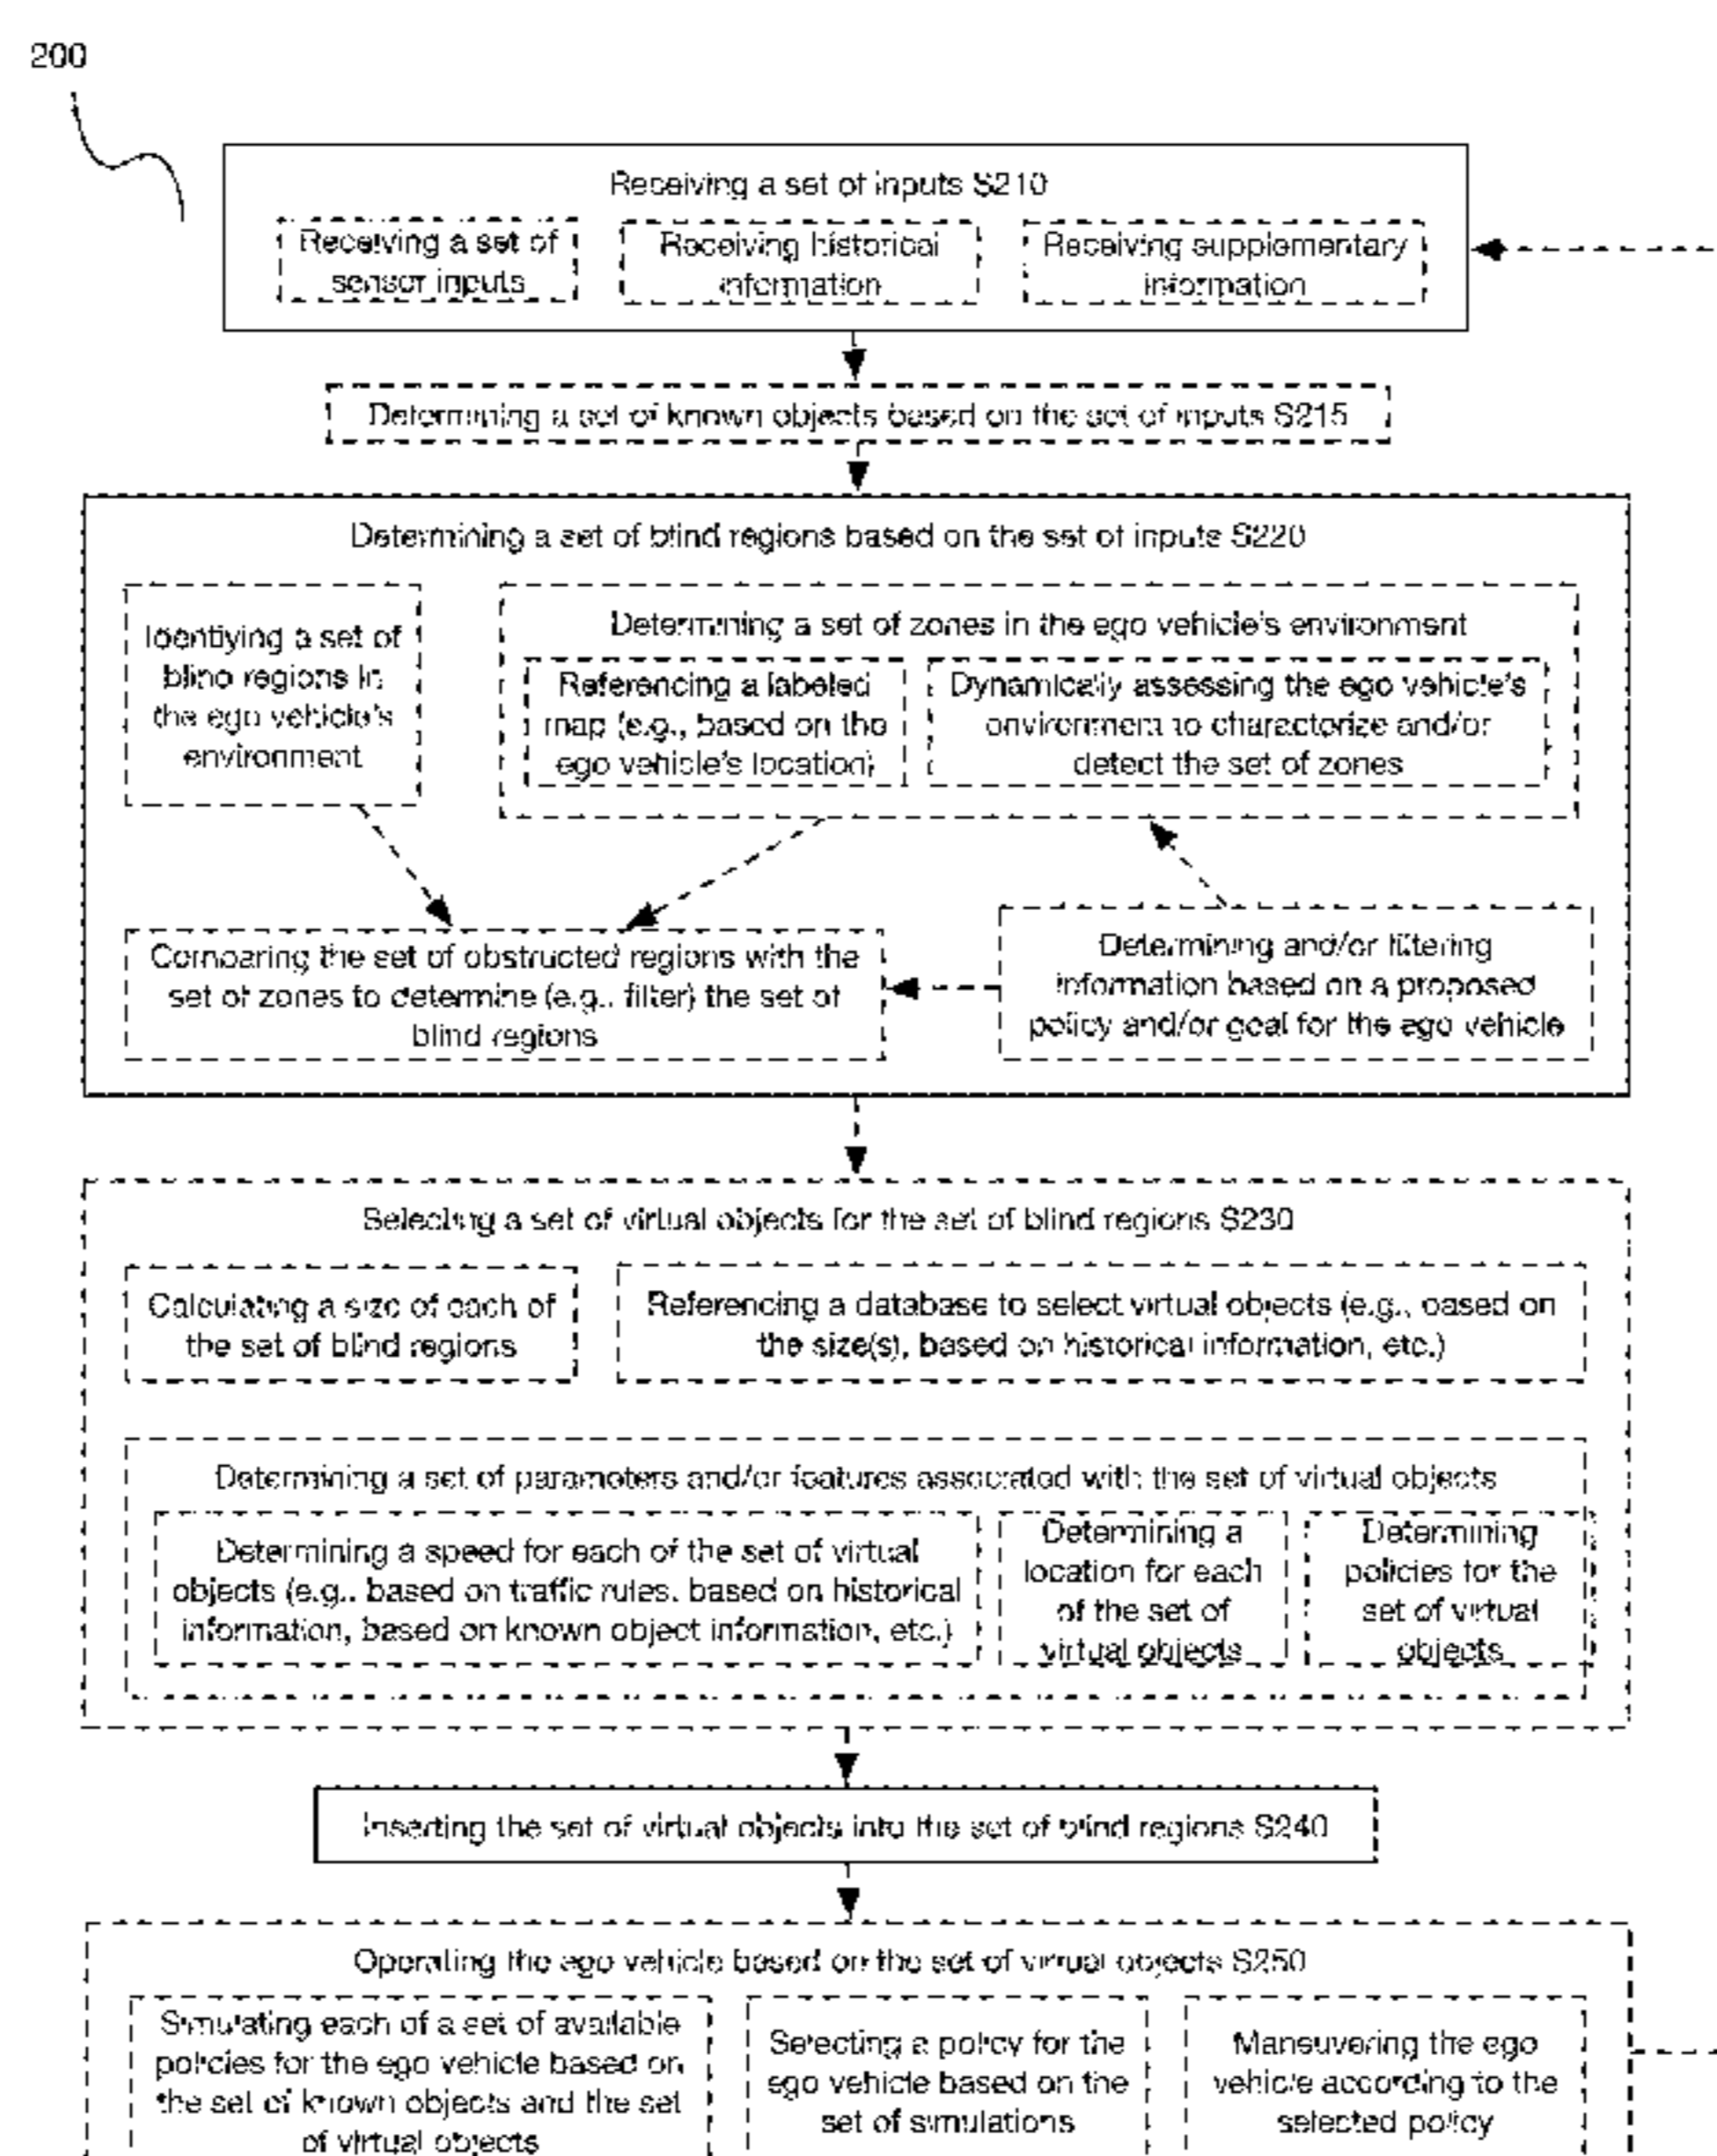 200
Receiving a set of inputs S210
Receiving a set of
sensor inputs
Receiving historical
information
Receiving supplementary
information
Determining a set of known objects based on the set of inputs S215
Determining a set of blind regions based on the set of inputs S220
Identiying a set of
blind regions in
the ego vehicle's
environment
Determining a set of zones in the ego vehicle's environment
Referencing a labeled
map (e.g., based on the
ego vehicle's location)
Dynamically assessing the ego vehicle's
environment to characterize and/or
detect the set of zones
Comparing the set of obstructed regions with the
set of zones to determine (e.g., filter) the set of
blind regions
Determining and/or filtering
information based on a proposed
policy and/or goal for the ego vehicle
Selecting a set of virtual objects for the set of blind regions S230
Calculating a size of each of
the set of blind regions
Referencing a database to select virtual objects (e.g., based on
the size(s), based on historical information, etc.)
Determining a set of parameters and/or features associated with the set of virtual objects
Determining a speed for each of the set of virtual
objects (e.g., based on traffic rules, based on historical
information, based on known object information, etc.)
Determining a
location for each
of the set of
virtual objects
Determining
policies for the
set of virtual
objects
Inserting the set of virtual objects into the set of blind regions S240
Operating the ego vehicle based on the set of virtual objects S250
Simulating each of a set of available
policies for the ego vehicle based on
the set of known objects and the set
of virtual objects
Selecting a policy for the
ego vehicle based on the
set of simulations
Maneuvering the ego
vehicle according to the
selected policy